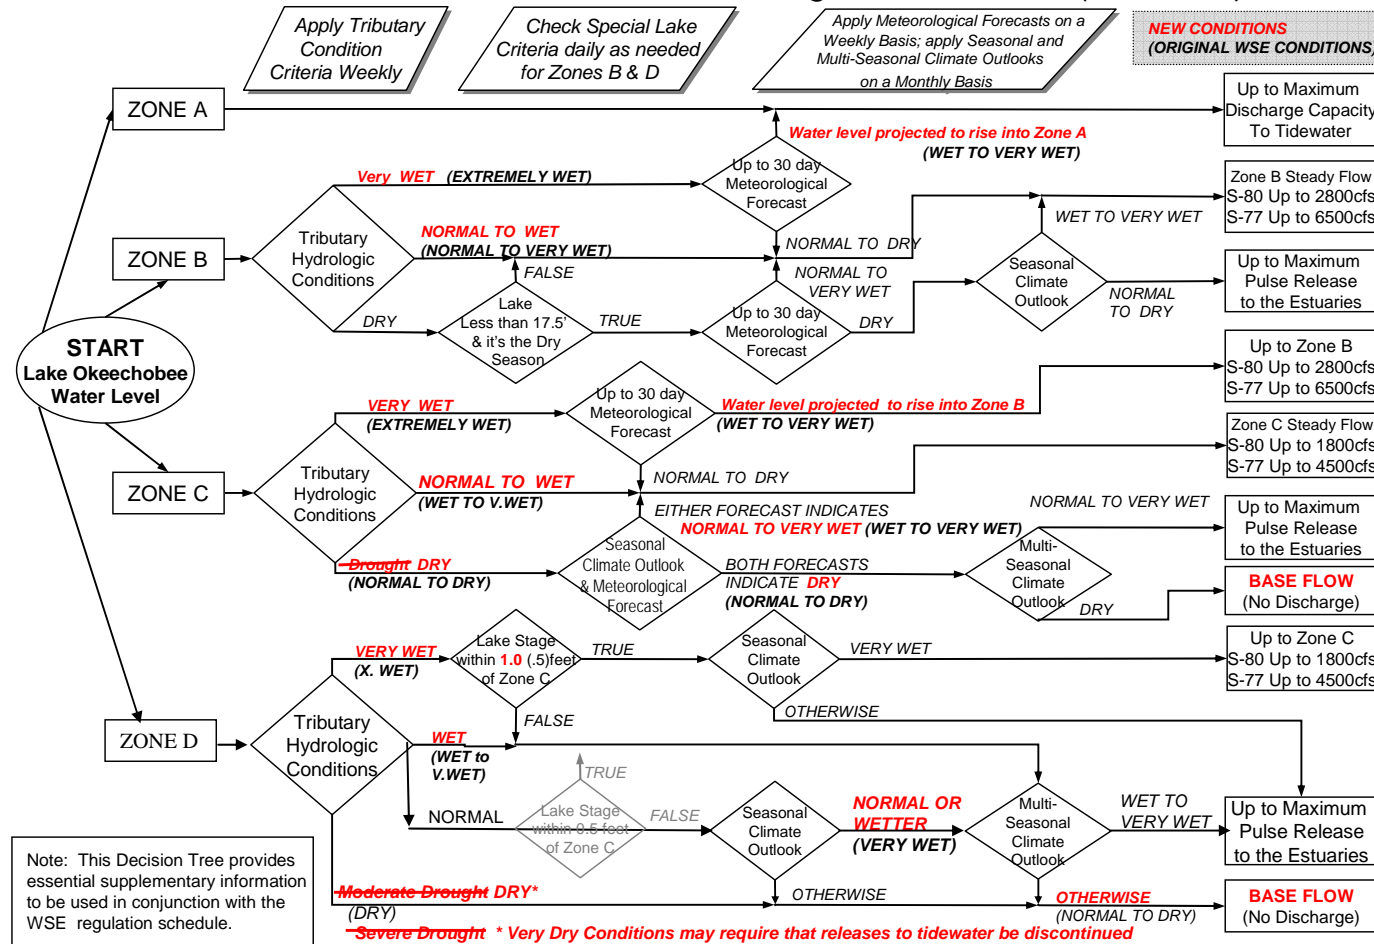 Apply Tributary
Condition
Criteria Weekly
Check Special Lake
Criteria daily as needed
for Zones B & D
Apply Meteorological Forecasts on a
Weekly Basis; apply Seasonal and
Multi-Seasonal Climate Outlooks
on a Monthly Basis
NEW CONDITIONS
(ORIGINAL WSE CONDITIONS)
ZONE A
Up to Maximum
Discharge Capacity
To Tidewater
Water level projected to rise into Zone A
(WET TO VERY WET)
Very WET (EXTREMELY WET)
Up to 30 day
Meteorological
Forecast
Zone B Steady Flow
S-80 Up to 2800cfs
S-77 Up to 6500cfs
WET TO VERY WET
ZONE B
Tributary
Hydrologic
Conditions
NORMAL TO WET
(NORMAL TO VERY WET)
NORMAL TO DRY
FALSE
NORMAL TO
VERY WET
Seasonal
Climate
Outlook
Up to Maximum
Pulse Release
to the Estuaries
NORMAL
TO DRY
DRY
Lake
Less than 17.5'
& it's the Dry
Season
TRUE
Up to 30 day
Meteorological
Forecast
DRY
START
Lake Okeechobee
Water Level
Up to Zone B
S-80 Up to 2800cfs
S-77 Up to 6500cfs
VERY WET
(EXTREMELY WET)
Up to 30 day
Meteorological
Forecast
Water level projected to rise into Zone B
(WET TO VERY WET)
Zone C Steady Flow
S-80 Up to 1800cfs
S-77 Up to 4500cfs
ZONE C
Tributary
Hydrologic
Conditions
NORMAL TO WET
(WET TO V.WET)
NORMAL TO DRY
EITHER FORECAST INDICATES
NORMAL TO VERY WET (WET TO VERY WET)
NORMAL TO VERY WET
Up to Maximum
Pulse Release
to the Estuaries
Drought DRY
(NORMAL TO DRY)
Seasonal
Climate Outlook
& Meteorological
Forecast
BOTH FORECASTS
INDICATE DRY
(NORMAL TO DRY)
Multi-
Seasonal
Climate
Outlook
DRY
BASE FLOW
(No Discharge)
VERY WET
(X. WET)
Lake Stage
within 1.0 (.5)feet
of Zone C
TRUE
Seasonal
Climate
Outlook
VERY WET
Up to Zone C
S-80 Up to 1800cfs
S-77 Up to 4500cfs
FALSE
OTHERWISE
ZONE D
Tributary
Hydrologic
Conditions
WET
(WET to
V.WET)
TRUE
NORMAL
Lake Stage
within 0.5 feet
of Zone C
FALSE
Seasonal
Climate
Outlook
NORMAL OR
WETTER
(VERY WET)
Multi-
Seasonal
Climate
Outlook
WET TO
VERY WET
Up to Maximum
Pulse Release
to the Estuaries
Moderate Drought DRY*
(DRY)
OTHERWISE
OTHERWISE
(NORMAL TO DRY)
BASE FLOW
(No Discharge)
Severe Drought * Very Dry Conditions may require that releases to tidewater be discontinued
Note: This Decision Tree provides
essential supplementary information
to be used in conjunction with the
WSE regulation schedule.